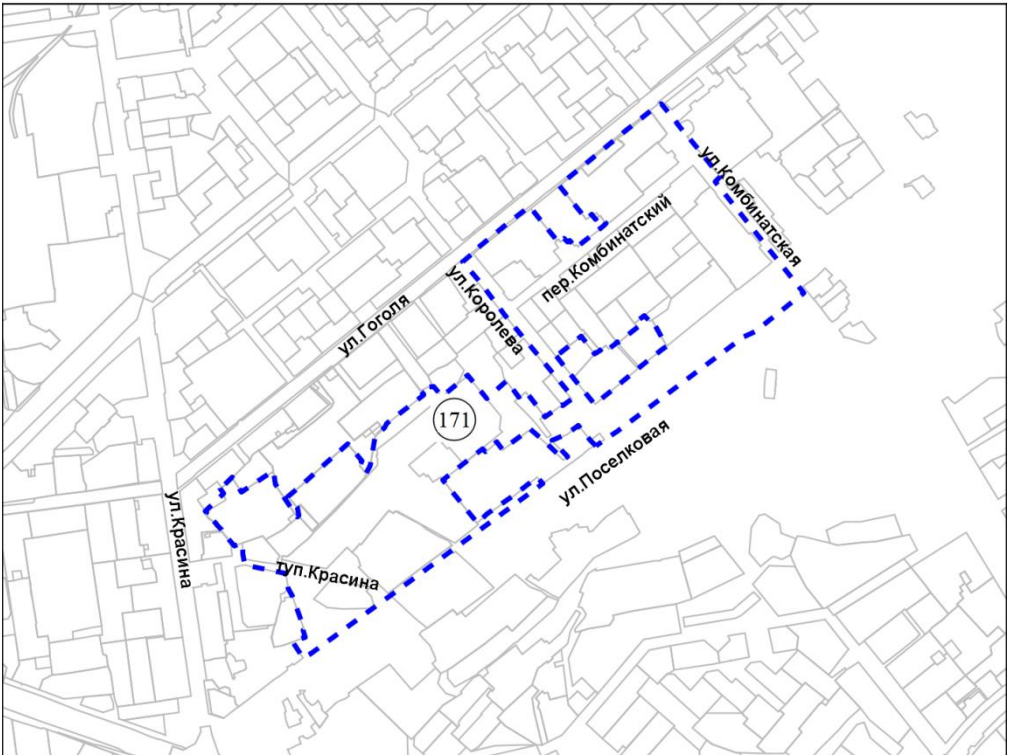 ул.Комбинатская
пер.Комбинатский
ул.Королева
ул.Гоголя
171
ул.Поселковая
ул.Красина
туп.Красина